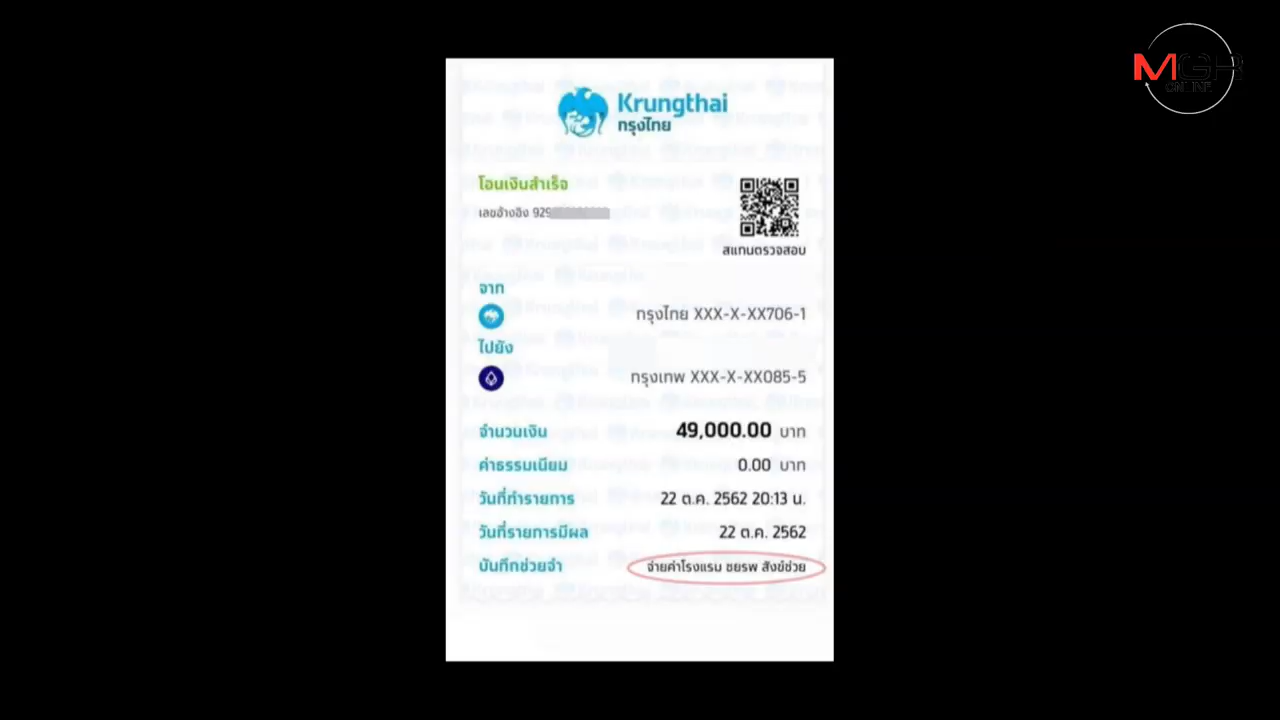 MGR
ONLINE
Krungthai
กรุงไทย
โอนเงินสำเร็จ
เลขอ้างอิง 929
สแกนตรวจสอบ
จาก
กรุงไทย XXX-X-XX706-1
ไปยัง
กรุงเทพ XXX-X-XX085-5
จำนวนเงิน 49,000.00 บาท
ค่าธรรมเนียม 0.00 บาท
วันที่ทำรายการ 22 ต.ค. 2562 20:13 น.
วันที่รายการมีผล 22 ต.ค. 2562
บันทึกช่วยจำ จ่ายค่าโรงแรม ชยรพ สังข์ช่วย